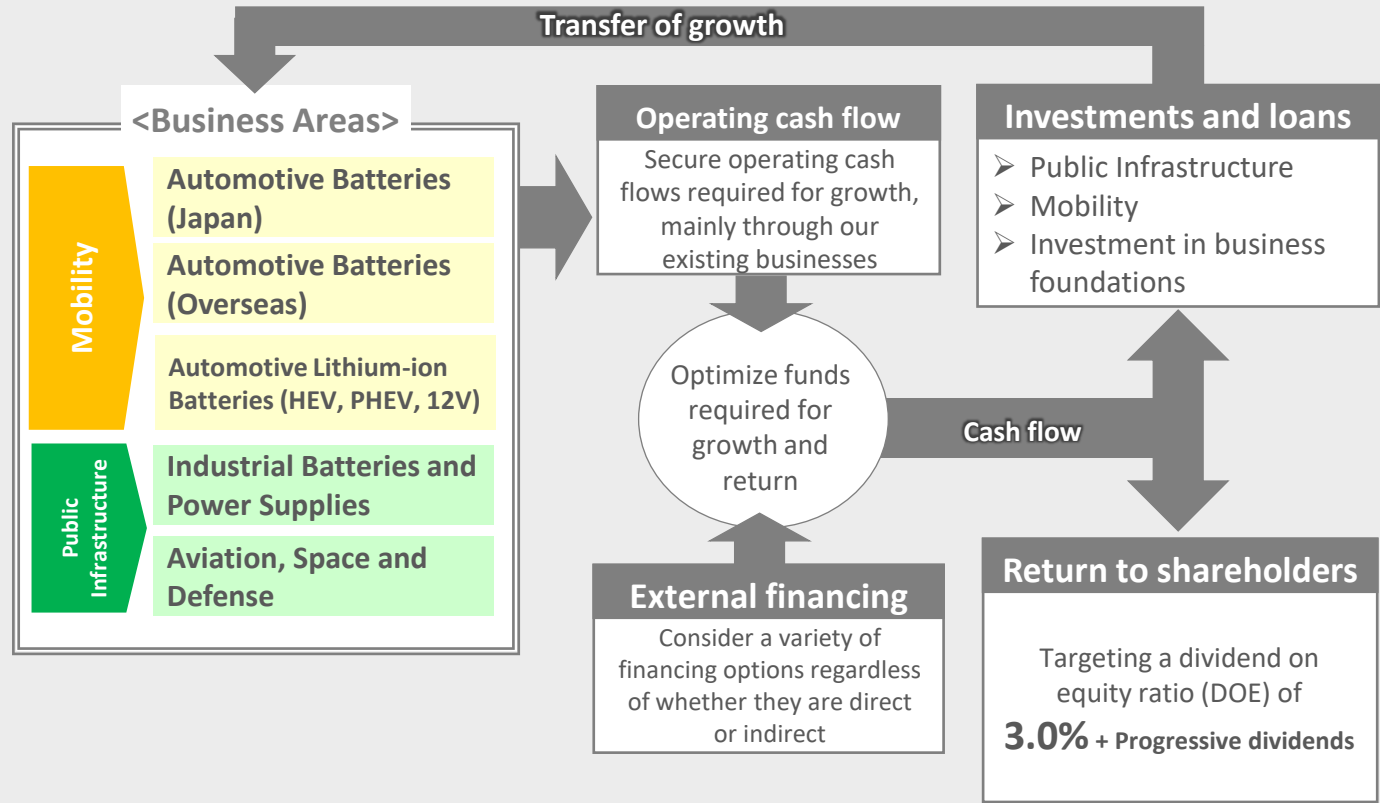 Transfer of growth
<Business Areas>
Mobility
Automotive Batteries
(Japan)
Automotive Batteries
(Overseas)
Automotive Lithium-ion
Batteries (HEV, PHEV, 12V)
Public
Infrastructure
Industrial Batteries and
Power Supplies
Aviation, Space and
Defense
Operating cash flow
Secure operating cash
flows required for growth,
mainly through our
existing businesses
Optimize funds
required for
growth and
return
External financing
Consider a variety of
financing options regardless
of whether they are direct
or indirect
Cash flow
Investments and loans
➢ Public Infrastructure
➢ Mobility
➢ Investment in business
foundations
Return to shareholders
Targeting a dividend on
equity ratio (DOE) of
3.0% + Progressive dividends